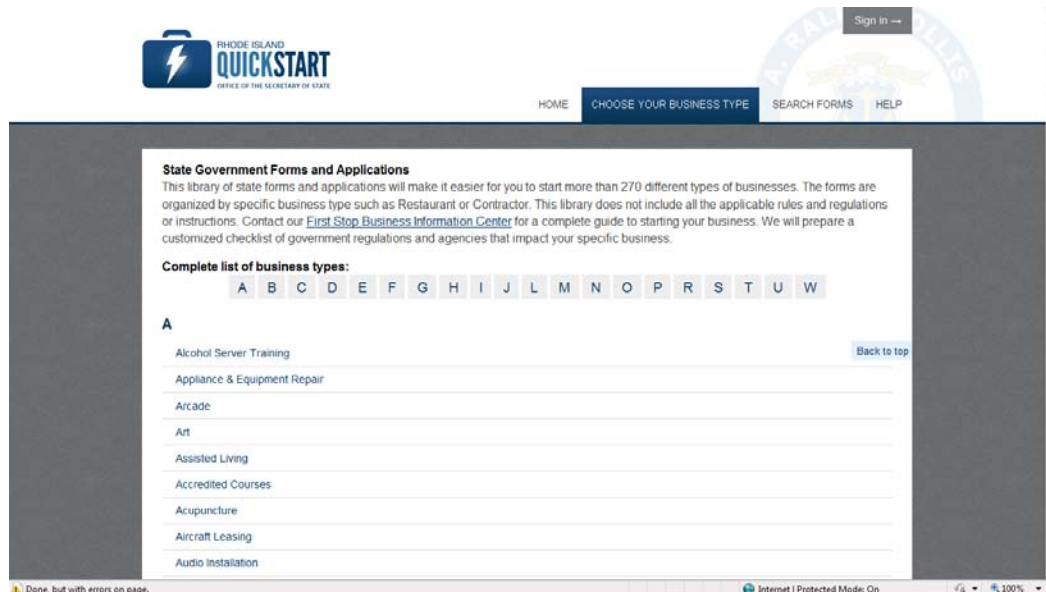 Sign in →
RHODE ISLAND
QUICKSTART
OFFICE OF THE SECRETARY OF STATE
A. RALPH MOLLIS
HOME CHOOSE YOUR BUSINESS TYPE SEARCH FORMS HELP
State Government Forms and Applications
This library of state forms and applications will make it easier for you to start more than 270 different types of businesses. The forms are
organized by specific business type such as Restaurant or Contractor. This library does not include all the applicable rules and regulations
or instructions. Contact our First Stop Business Information Center for a complete guide to starting your business. We will prepare a
customized checklist of government regulations and agencies that impact your specific business.
Complete list of business types:
A B C D E F G H I J L M N O P R S T U W
A
Alcohol Server Training
Back to top
Appliance & Equipment Repair
Arcade
Art
Assisted Living
Accredited Courses
Acupuncture
Aircraft Leasing
Audio Installation
Done, but with errors on page. Internet | Protected Mode: On 100%